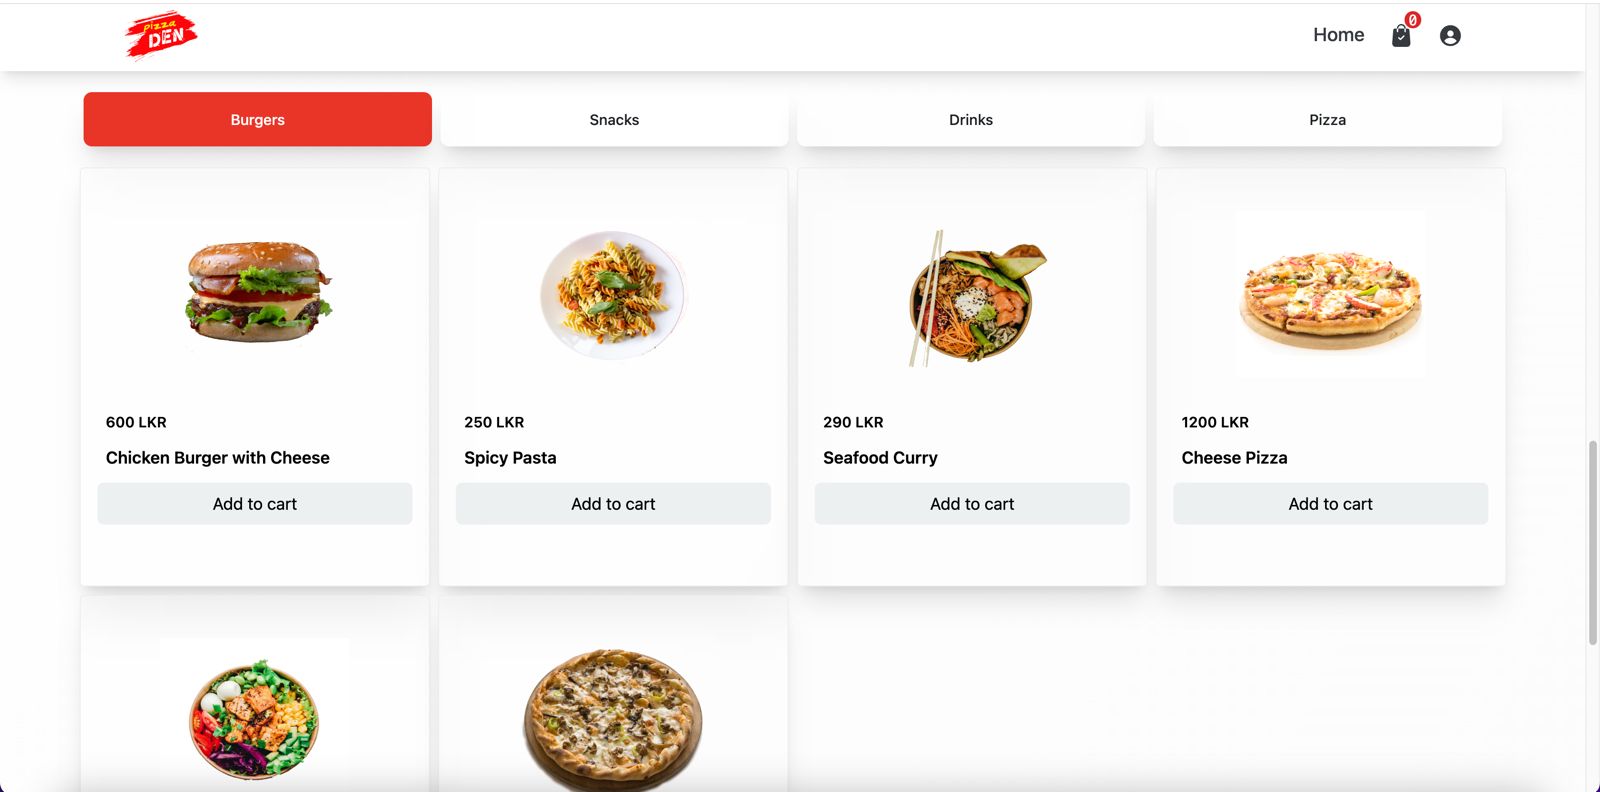 pizza
DEN
Home
0
Burgers
Snacks
Drinks
Pizza
600 LKR
Chicken Burger with Cheese
Add to cart
250 LKR
Spicy Pasta
Add to cart
290 LKR
Seafood Curry
Add to cart
1200 LKR
Cheese Pizza
Add to cart